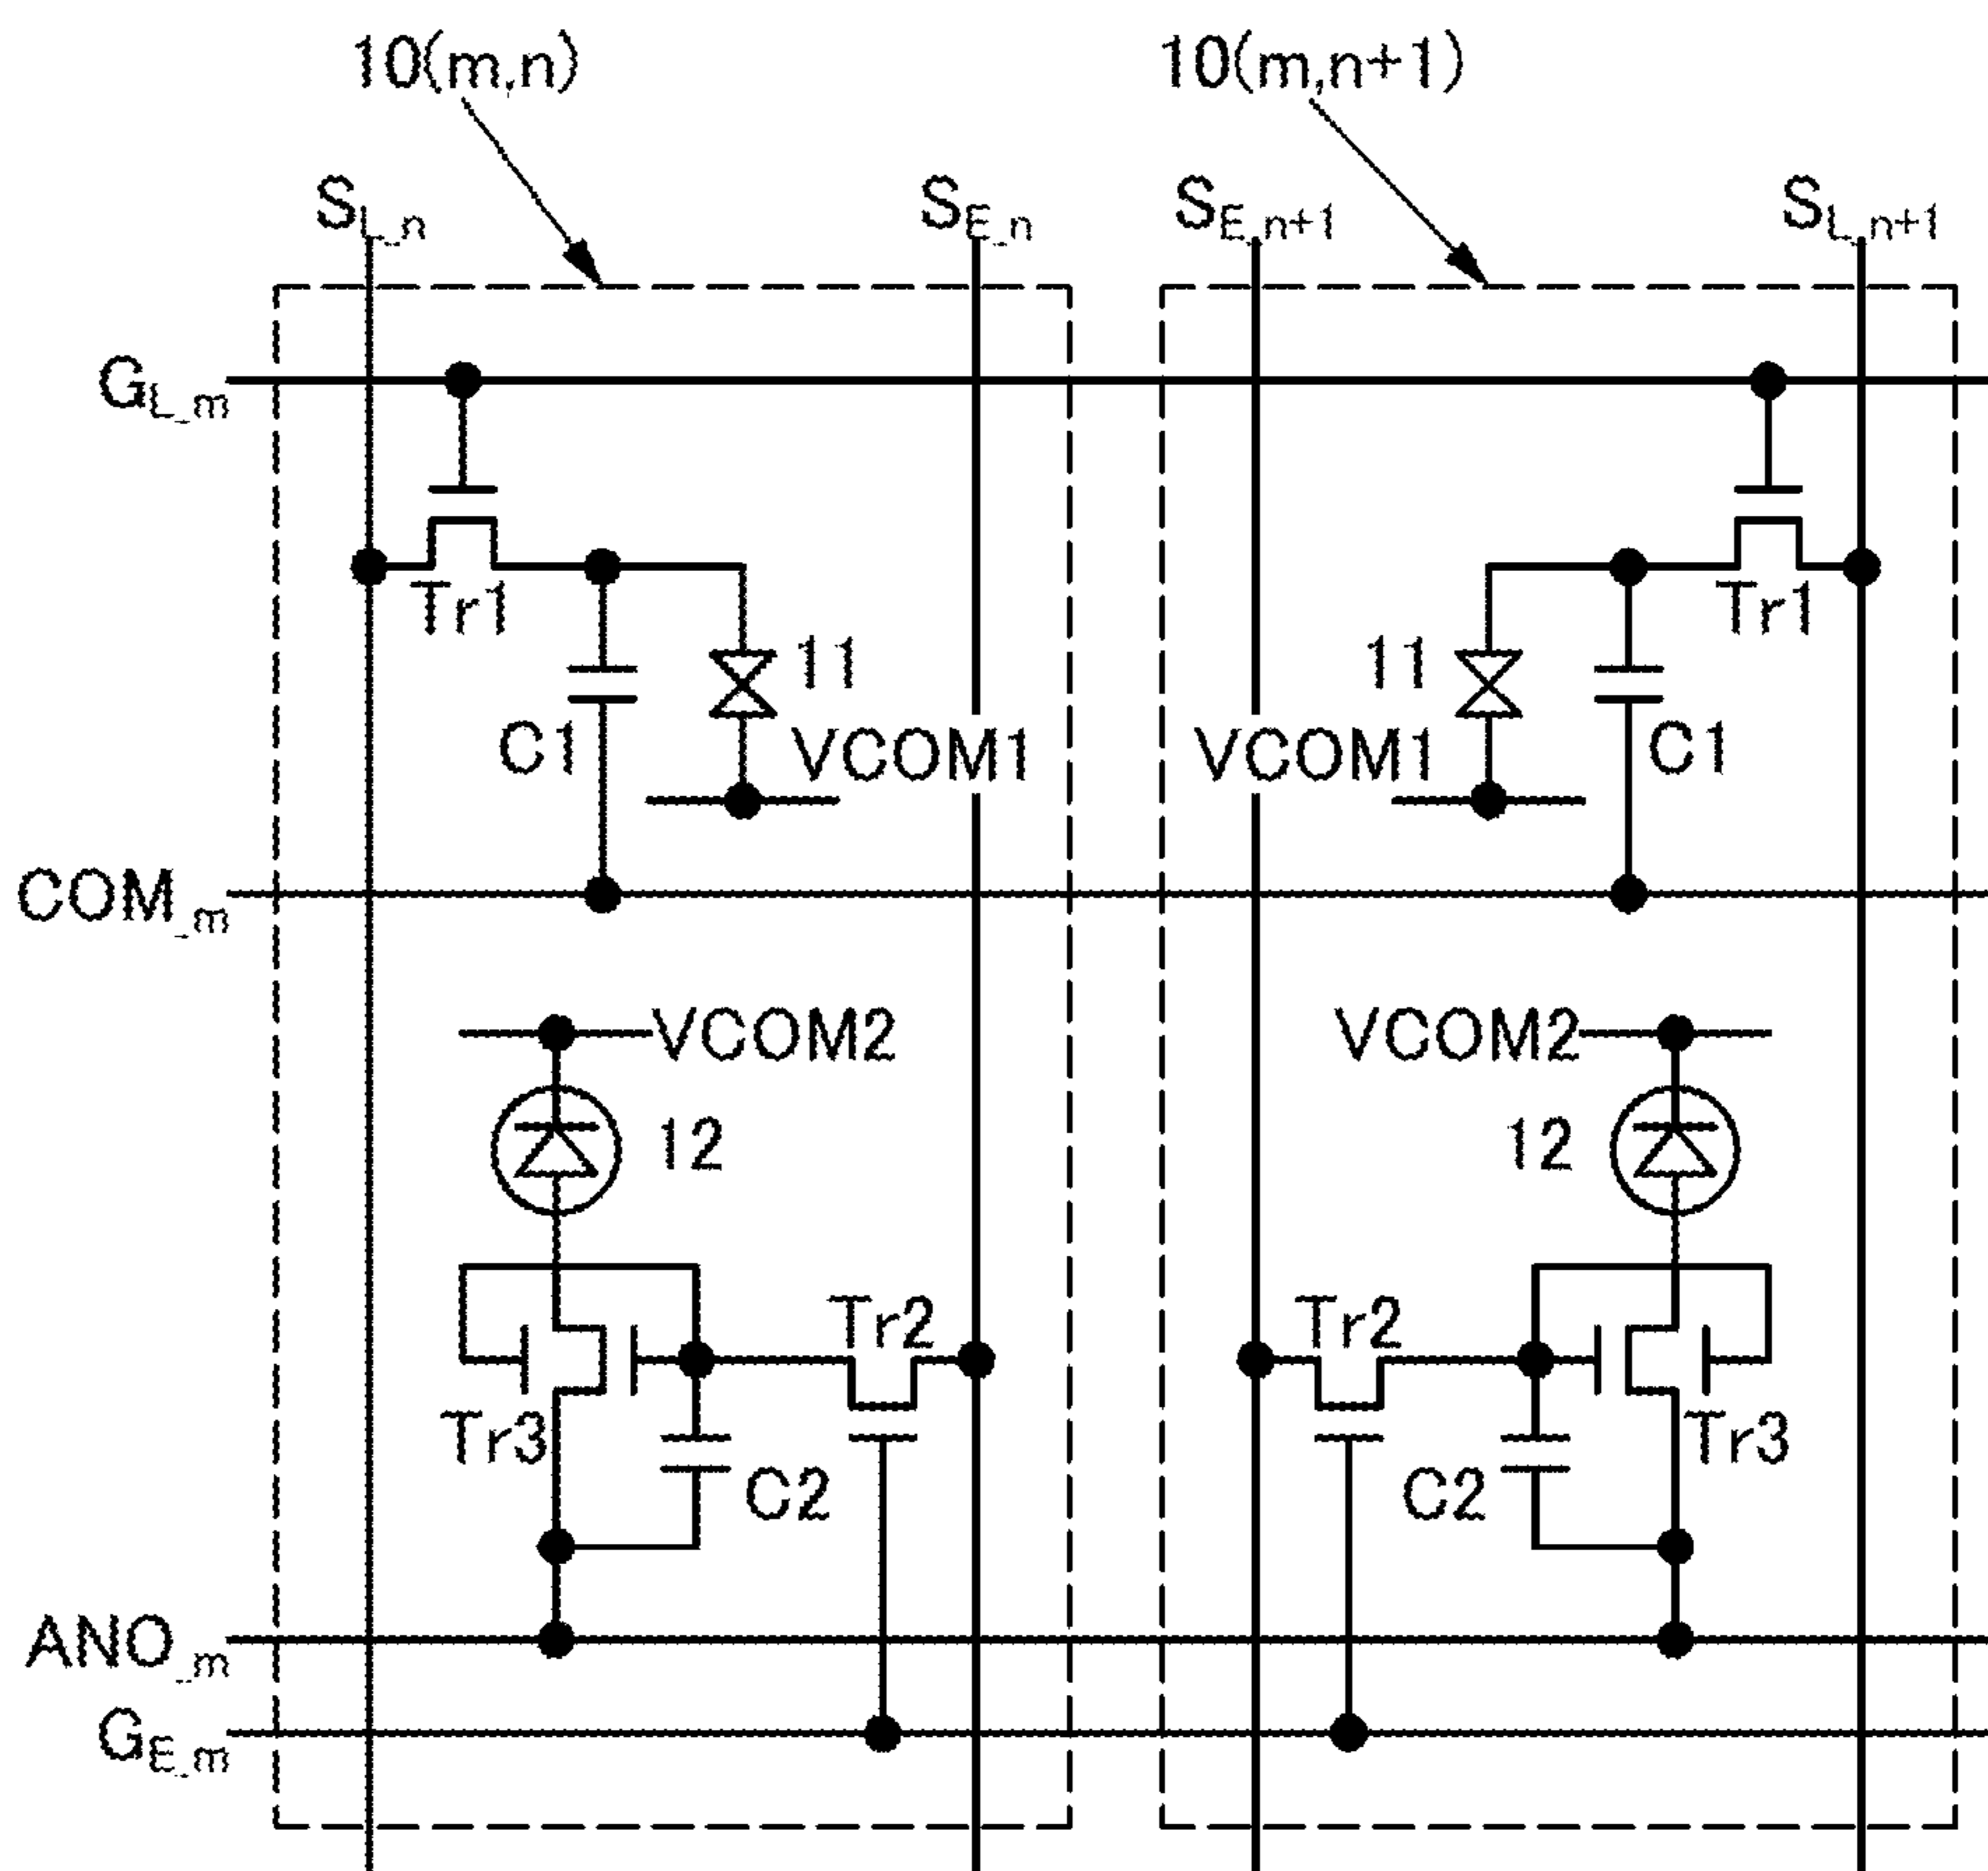 10(m,n) 10(m,n+1)
S_L_n S_E_n S_E_n+1 S_L_n+1
G_L_m
Tr1 Tr1
11 11
C1 VCOM1 VCOM1 C1
COM_m
VCOM2 VCOM2
12 12
Tr2 Tr2
Tr3 Tr3
C2 C2
ANO_m
G_E_m